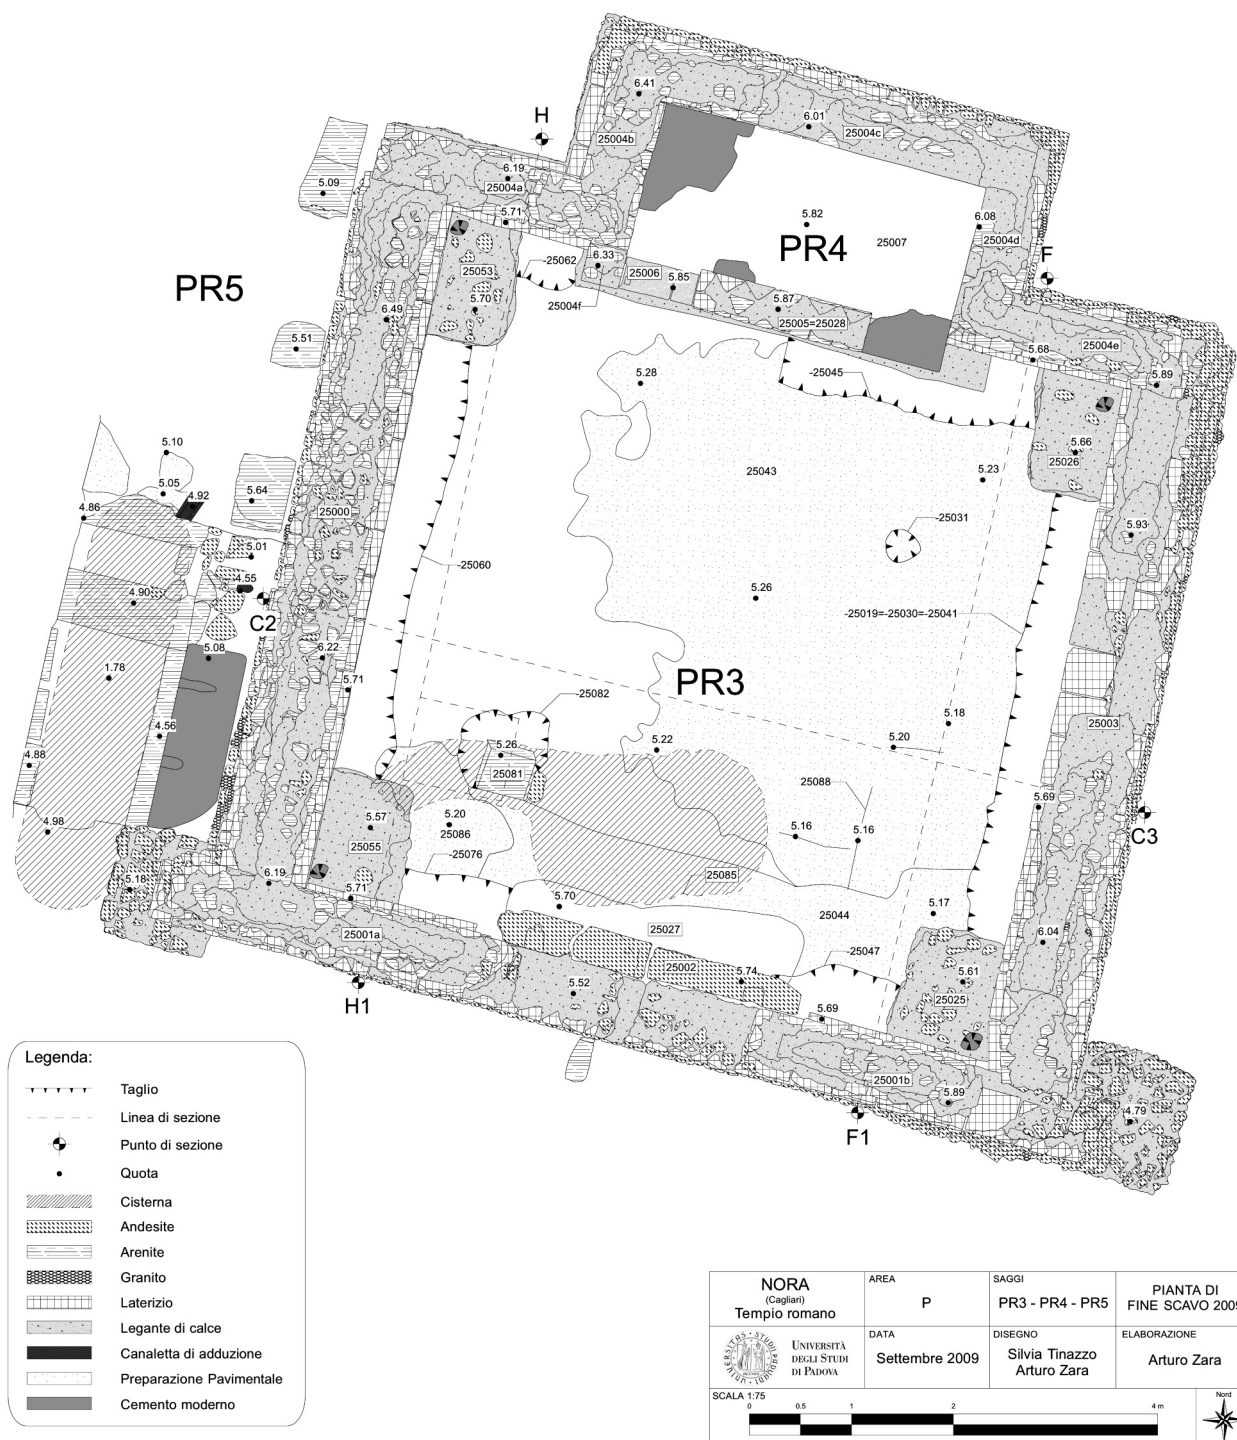 H
6.41
6.01
25004c
25004b
6.19
25004a
5.71
5.09
5.82
PR4
25007
6.08
25004d
F
PR5
-25062
6.33
25006
5.85
25053
5.70
25004f
5.87
25005=25028
6.49
5.51
5.68
25004e
5.89
5.28
-25045
5.66
25026
25043
5.23
5.10
5.05
4.92
5.64
4.86
25000
-25031
5.93
5.01
-25060
4.55
4.90
C2
5.26
-25019=-25030=-25041
5.08
6.22
1.78
5.71
PR3
-25082
5.18
25003
4.56
5.26
5.22
5.20
4.88
25081
25088
5.69
C3
4.98
5.57
5.20
25086
5.16
5.16
25055
-25076
25085
5.18
6.19
5.71
5.70
25044
5.17
25001a
25027
6.04
-25047
25002
5.74
5.61
H1
5.52
25025
5.69
25001b
5.89
F1
4.79
Legenda:
Taglio
Linea di sezione
Punto di sezione
Quota
Cisterna
Andesite
Arenite
Granito
Laterizio
Legante di calce
Canaletta di adduzione
Preparazione Pavimentale
Cemento moderno
NORA
(Cagliari)
Tempio romano
AREA
P
SAGGI
PR3 - PR4 - PR5
PIANTA DI
FINE SCAVO 2009
UNIVERSITÀ
DEGLI STUDI
DI PADOVA
DATA
Settembre 2009
DISEGNO
Silvia Tinazzo
Arturo Zara
ELABORAZIONE
Arturo Zara
SCALA 1:75
0 0.5 1 2 4 m
Nord